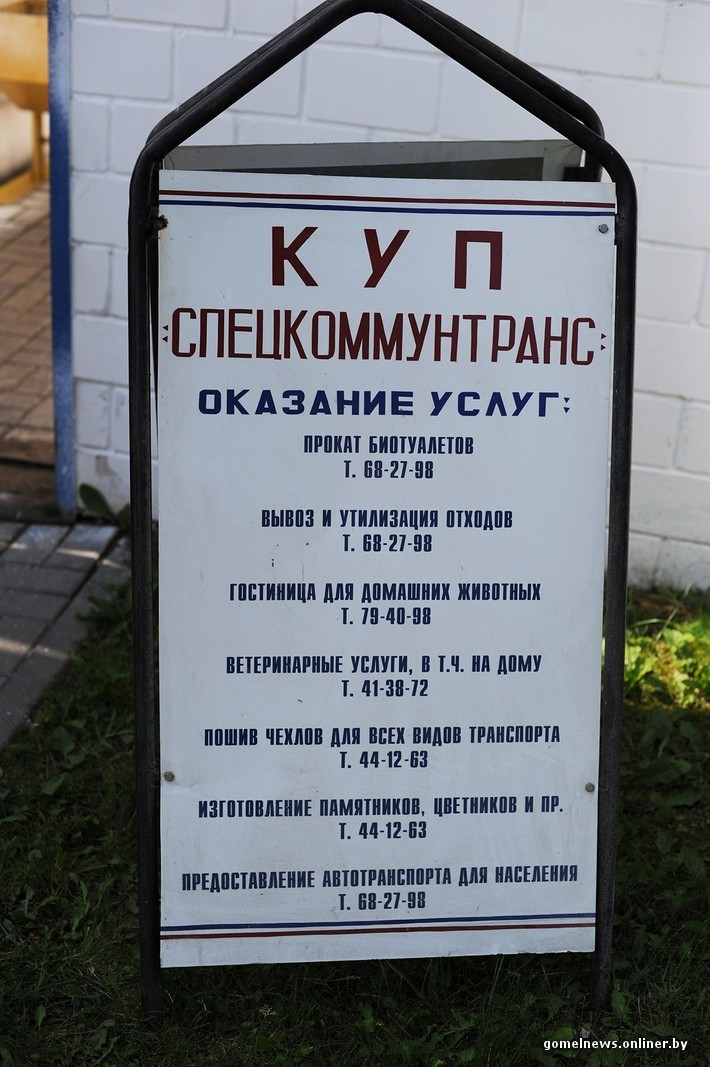 КУП
"СПЕЦКОММУНТРАНС"
ОКАЗАНИЕ УСЛУГ:
ПРОКАТ БИОТУАЛЕТОВ
Т. 68-27-98
ВЫВОЗ И УТИЛИЗАЦИЯ ОТХОДОВ
Т. 68-27-98
ГОСТИНИЦА ДЛЯ ДОМАШНИХ ЖИВОТНЫХ
Т. 79-40-98
ВЕТЕРИНАРНЫЕ УСЛУГИ, В Т.Ч. НА ДОМУ
Т. 41-38-72
ПОШИВ ЧЕХЛОВ ДЛЯ ВСЕХ ВИДОВ ТРАНСПОРТА
Т. 44-12-63
ИЗГОТОВЛЕНИЕ ПАМЯТНИКОВ, ЦВЕТНИКОВ И ПР.
Т. 44-12-63
ПРЕДОСТАВЛЕНИЕ АВТОТРАНСПОРТА ДЛЯ НАСЕЛЕНИЯ
Т. 68-27-98
gomelnews.onliner.by